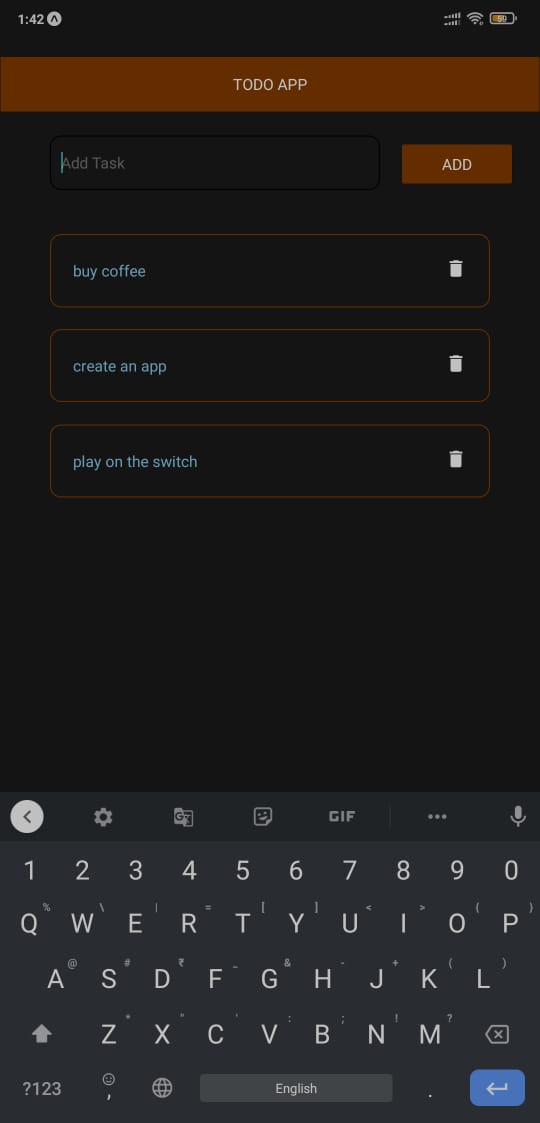 1:42
59
TODO APP
Add Task
ADD
buy coffee
create an app
play on the switch
GIF
1 2 3 4 5 6 7 8 9 0
% \ | = [ ] < > { }
Q W E R T Y U I O P
@ # ₹ _ & - + ( )
A S D F G H J K L
* " ' : ; ! ?
Z X C V B N M
?123 , English .